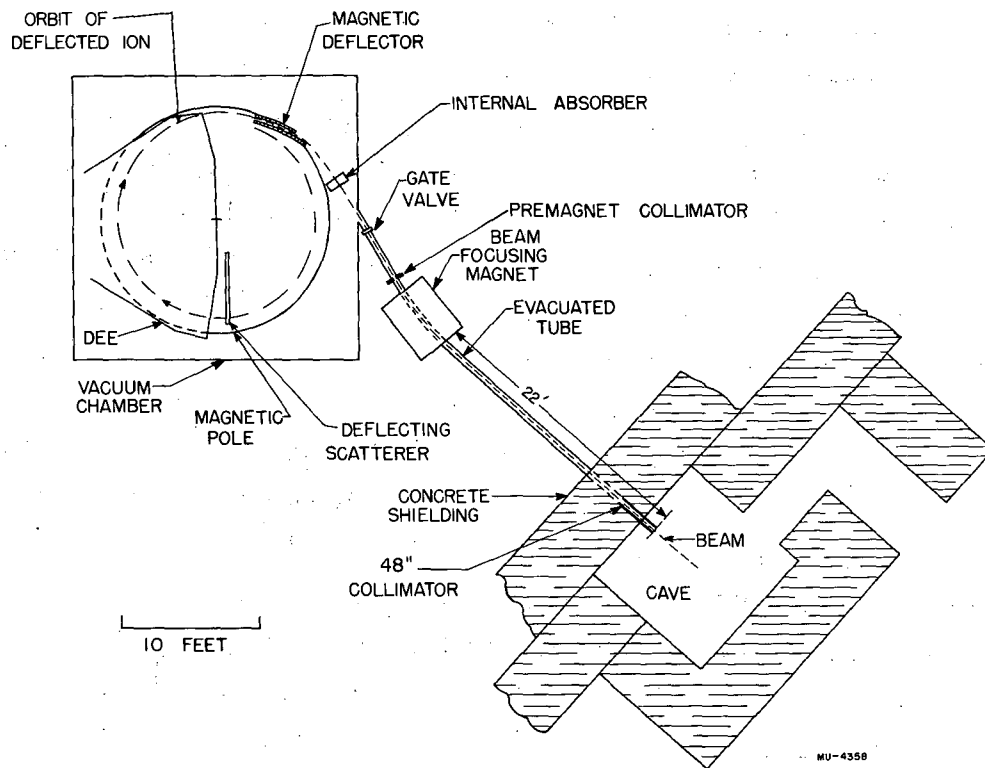 ORBIT OF
DEFLECTED ION
MAGNETIC
DEFLECTOR
INTERNAL ABSORBER
GATE
VALVE
PREMAGNET COLLIMATOR
BEAM
FOCUSING
MAGNET
EVACUATED
TUBE
DEE
VACUUM
CHAMBER
MAGNETIC
POLE
DEFLECTING
SCATTERER
22'
CONCRETE
SHIELDING
48"
COLLIMATOR
BEAM
CAVE
10 FEET
MU-4358